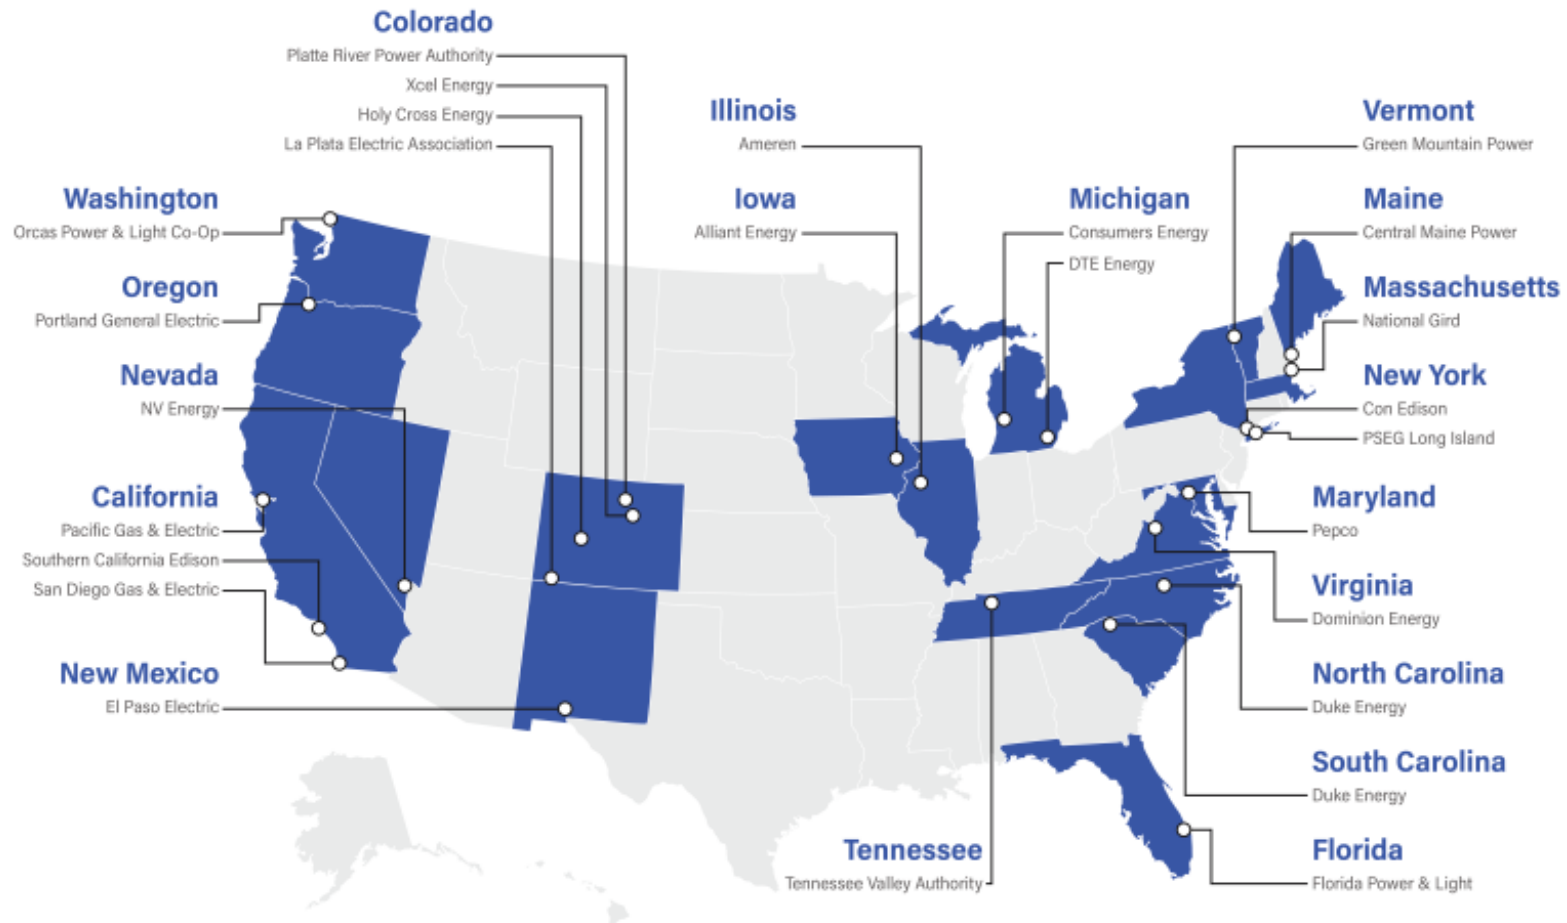 Colorado
Platte River Power Authority
Xcel Energy
Holy Cross Energy
La Plata Electric Association
Washington
Orcas Power & Light Co-Op
Oregon
Portland General Electric
Nevada
NV Energy
California
Pacific Gas & Electric
Southern California Edison
San Diego Gas & Electric
New Mexico
El Paso Electric
Illinois
Ameren
Iowa
Alliant Energy
Michigan
Consumers Energy
DTE Energy
Tennessee
Tennessee Valley Authority
Vermont
Green Mountain Power
Maine
Central Maine Power
Massachusetts
National Gird
New York
Con Edison
PSEG Long Island
Maryland
Pepco
Virginia
Dominion Energy
North Carolina
Duke Energy
South Carolina
Duke Energy
Florida
Florida Power & Light